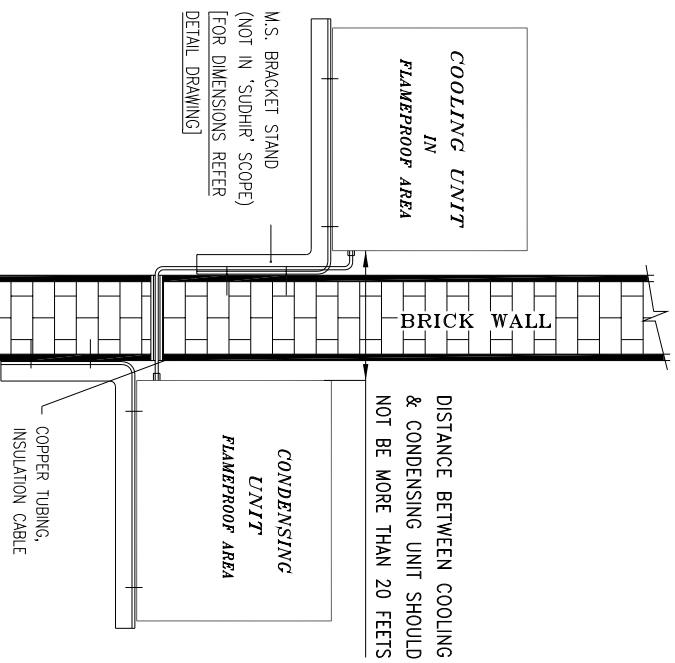 COOLING UNIT
IN
FLAMEPROOF AREA
M.S. BRACKET STAND
(NOT IN 'SUDHIR' SCOPE)
[FOR DIMENSIONS REFER
DETAIL DRAWING]
BRICK WALL
DISTANCE BETWEEN COOLING
& CONDENSING UNIT SHOULD
NOT BE MORE THAN 20 FEETS
CONDENSING
UNIT
FLAMEPROOF AREA
COPPER TUBING,
INSULATION CABLE